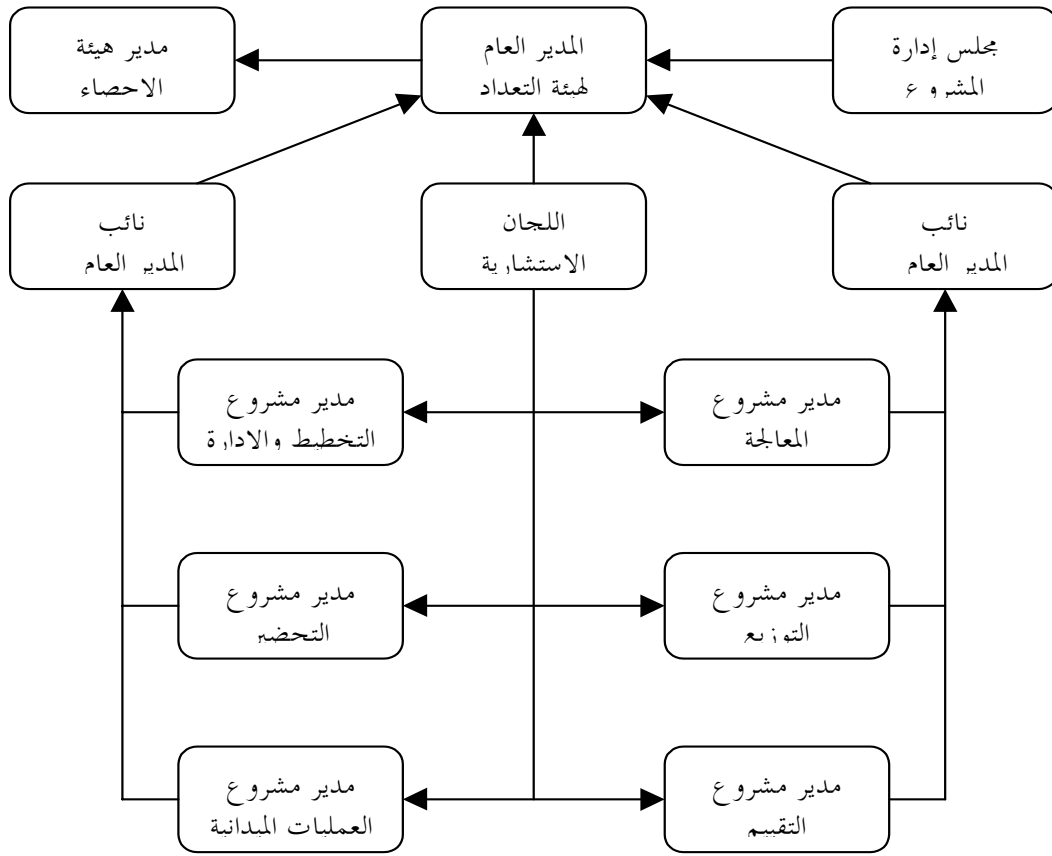 مجلس إدارة
المشروع
المدير العام
لهيئة التعداد
مدير هيئة
الاحصاء
نائب
المدير العام
اللجان
الاستشارية
نائب
المدير العام
مدير مشروع
المعالجة
مدير مشروع
التخطيط والادارة
مدير مشروع
التوزيع
مدير مشروع
التحضير
مدير مشروع
التقييم
مدير مشروع
العمليات الميدانية